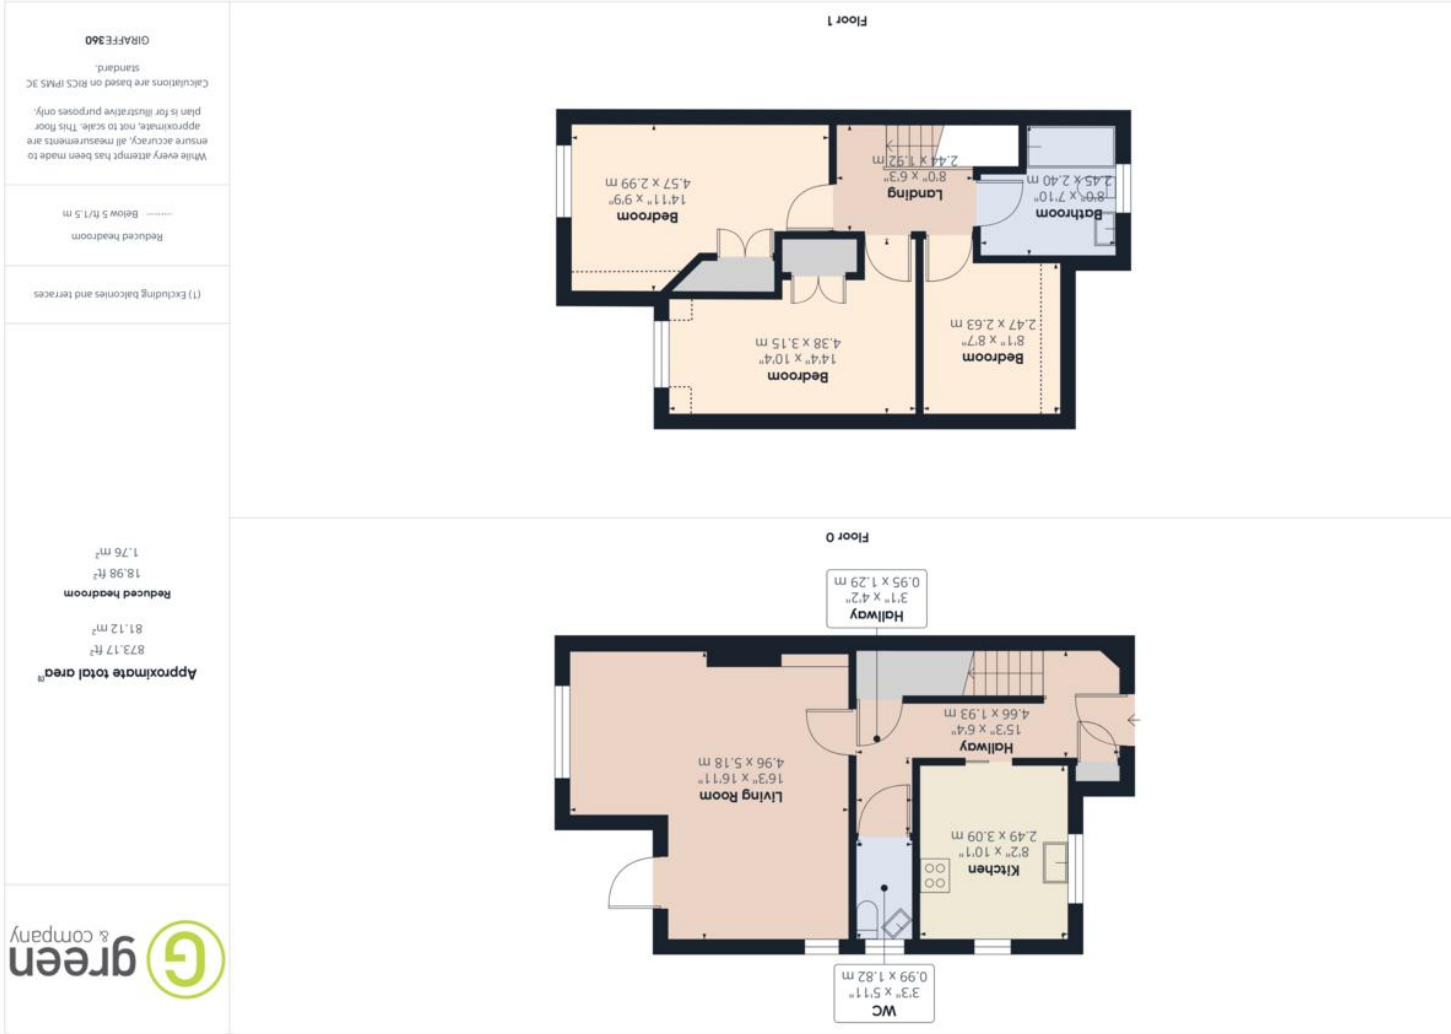 WC
3'3" x 5'11"
0.99 x 1.82 m
Kitchen
8'2" x 10'1"
2.49 x 3.09 m
Living Room
16'3" x 16'11"
4.96 x 5.18 m
Hallway
15'3" x 6'4"
4.66 x 1.93 m
Hallway
3'1" x 4'2"
0.95 x 1.29 m
Floor 0
Bedroom
8'1" x 8'7"
2.47 x 2.63 m
Bedroom
14'4" x 10'4"
4.38 x 3.15 m
Bathroom
8'0" x 7'10"
2.45 x 2.40 m
Landing
8'0" x 6'3"
2.44 x 1.92 m
Bedroom
14'11" x 9'9"
4.57 x 2.99 m
Floor 1
G green
& company
Approximate total area(1)
873.17 ft²
81.12 m²
Reduced headroom
18.98 ft²
1.76 m²
(1) Excluding balconies and terraces
Reduced headroom
Below 5 ft/1.5 m
While every attempt has been made to
ensure accuracy, all measurements are
approximate, not to scale. This floor
plan is for illustrative purposes only.
Calculations are based on RICS IPMS 3C
standard.
GIRAFFE360